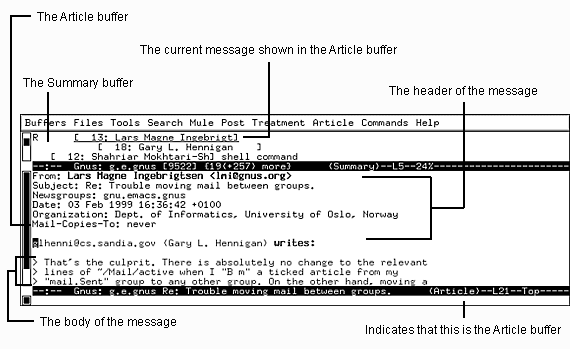 The Article buffer
The current message shown in the Article buffer
The Summary buffer
The header of the message
Buffers Files Tools Search Mule Post Treatment Article Commands Help
R [ 13: Lars Magne Ingebrigt]
[ 18: Gary L. Hennigan ]
[ 12: Shahriar Mokhtari-Sh] shell command
--:-- Gnus: g.e.gnus [9522] [19(+257) more] (Summary)--L5--24%
From: Lars Magne Ingebrigtsen <lmi@gnus.org>
Subject: Re: Trouble moving mail between groups.
Newsgroups: gnu.emacs.gnus
Date: 03 Feb 1999 16:36:42 +0100
Organization: Dept. of Informatics, University of Oslo, Norway
Mail-Copies-To: never
glhenni@cs.sandia.gov (Gary L. Hennigan) writes:
> That's the culprit. There is absolutely no change to the relevant
> lines of ~/Mail/active when I "B m" a ticked article from my
> "mail.Sent" group to any other group. On the other hand, moving a
--:-- Gnus: g.e.gnus Re: Trouble moving mail between groups. (Article)--L21--Top-----
The body of the message
Indicates that this is the Article buffer